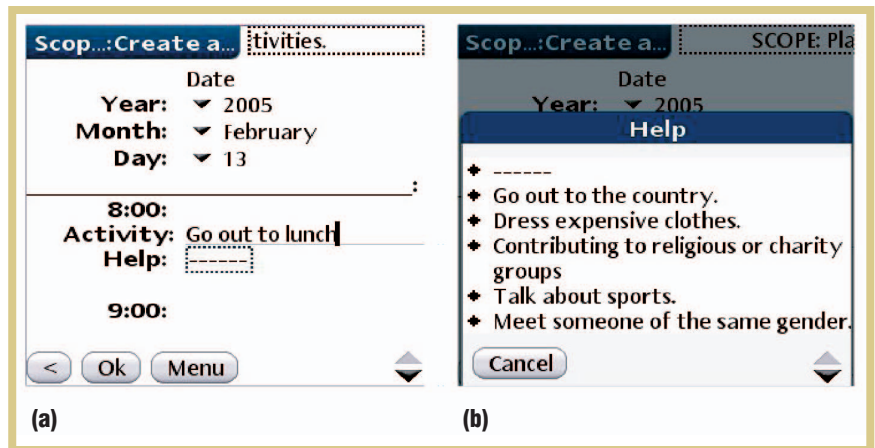 Scop...:Create a... tivities.
Date
Year: 2005
Month: February
Day: 13
:
8:00:
Activity: Go out to lunch
Help: ------
9:00:
< Ok Menu
(a)
Scop...:Create a... SCOPE: Pla
Date
Year: 2005
Help
------
Go out to the country.
Dress expensive clothes.
Contributing to religious or charity
groups
Talk about sports.
Meet someone of the same gender.
Cancel
(b)